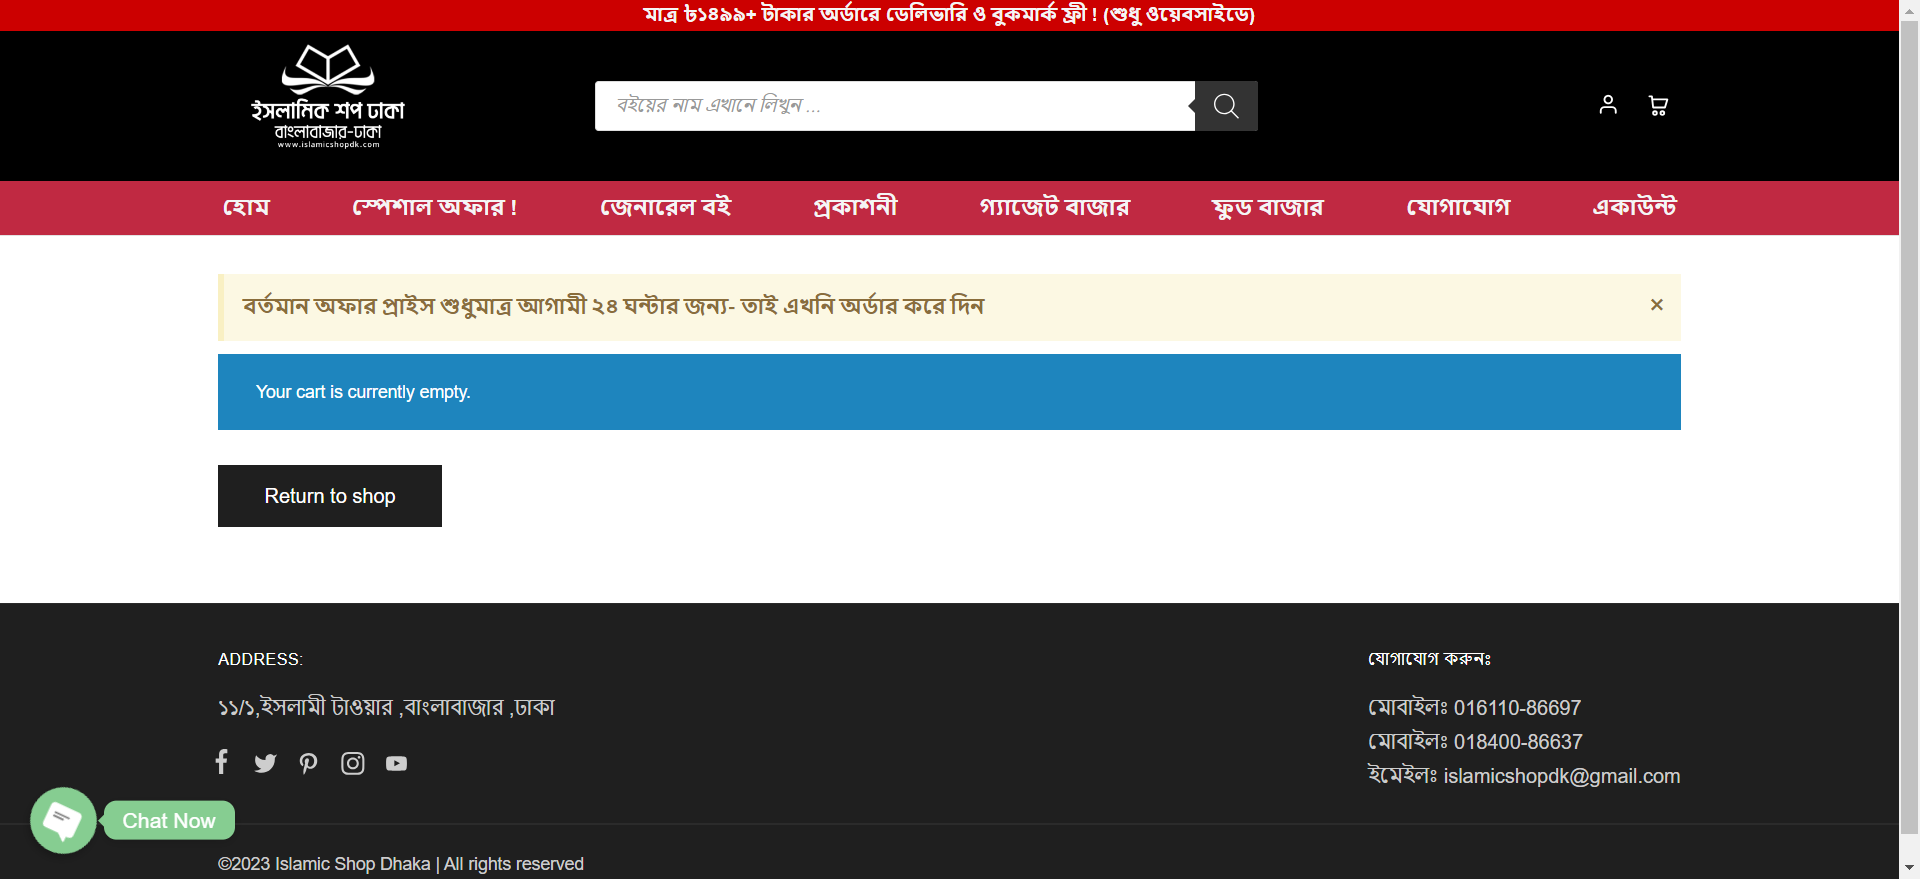 মাত্র ৳১৪৯৯+ টাকার অর্ডারে ডেলিভারি ও বুকমার্ক ফ্রী ! (শুধু ওয়েবসাইডে)
ইসলামিক শপ ঢাকা
বাংলাবাজার-ঢাকা
www.islamicshopdk.com
বইয়ের নাম এখানে লিখুন ...
হোম স্পেশাল অফার ! জেনারেল বই প্রকাশনী গ্যাজেট বাজার ফুড বাজার যোগাযোগ একাউন্ট
বর্তমান অফার প্রাইস শুধুমাত্র আগামী ২৪ ঘন্টার জন্য- তাই এখনি অর্ডার করে দিন ×
Your cart is currently empty.
Return to shop
ADDRESS:
১১/১,ইসলামী টাওয়ার ,বাংলাবাজার ,ঢাকা
যোগাযোগ করুনঃ
মোবাইলঃ 016110-86697
মোবাইলঃ 018400-86637
ইমেইলঃ islamicshopdk@gmail.com
Chat Now
©2023 Islamic Shop Dhaka | All rights reserved